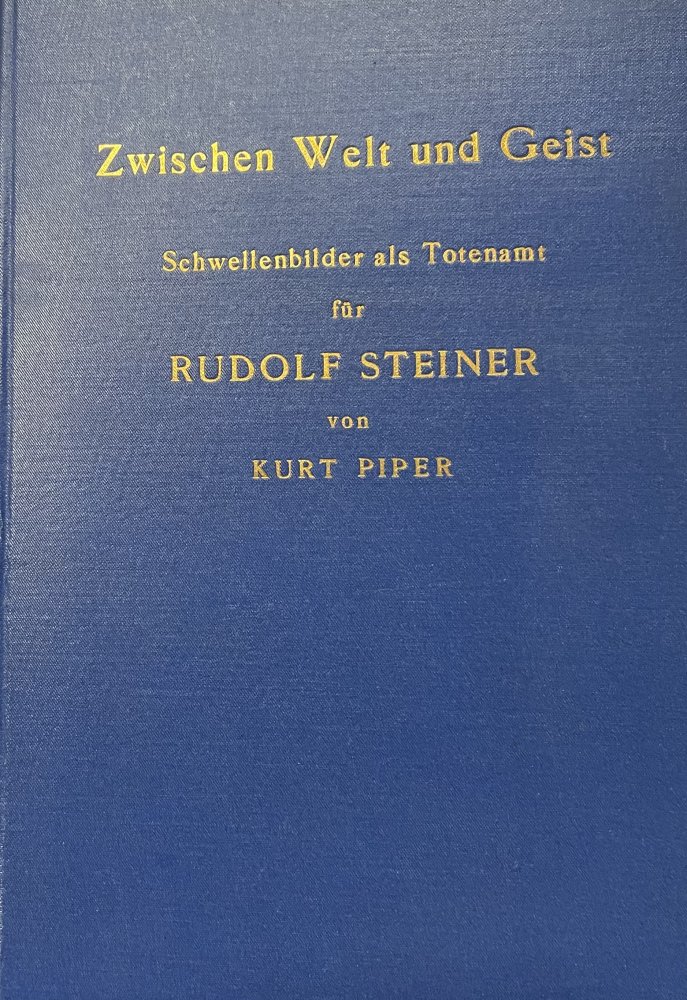 Zwischen Welt und Geist
Schwellenbilder als Totenamt
für
RUDOLF STEINER
von
KURT PIPER